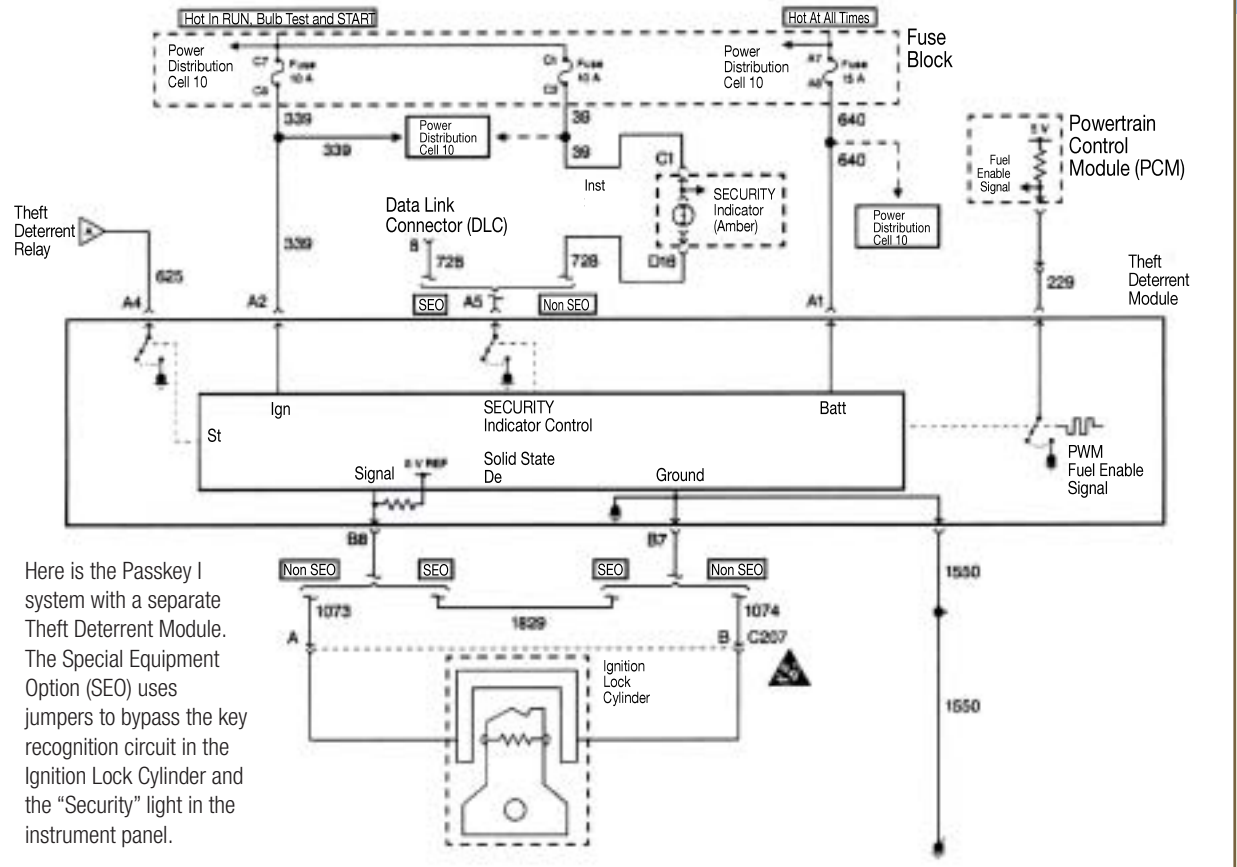 Hot In RUN, Bulb Test and START
Hot At All Times
Fuse
Block
Power
Distribution
Cell 10
C7
Fuse
10 A
C1
Fuse
10 A
Power
Distribution
Cell 10
A7
Fuse
15 A
A8
339
339
Power
Distribution
Cell 10
39
39
640
640
5 V
Fuel
Enable
Signal
Powertrain
Control
Module (PCM)
Inst
C1
SECURITY
Indicator
(Amber)
D16
Power
Distribution
Cell 10
Theft
Deterrent
Relay
Data Link
Connector (DLC)
339
728
728
625
229
Theft
Deterrent
Module
A4
A2
SEO
A5
Non SEO
A1
Ign
SECURITY
Indicator Control
Batt
St
Signal
5 V REF
Solid State
De
Ground
PWM
Fuel Enable
Signal
B8
B7
Non SEO
SEO
SEO
Non SEO
1073
1829
1074
A
B
C207
1550
1550
Ignition
Lock
Cylinder
Here is the Passkey I
system with a separate
Theft Deterrent Module.
The Special Equipment
Option (SEO) uses
jumpers to bypass the key
recognition circuit in the
Ignition Lock Cylinder and
the “Security” light in the
instrument panel.